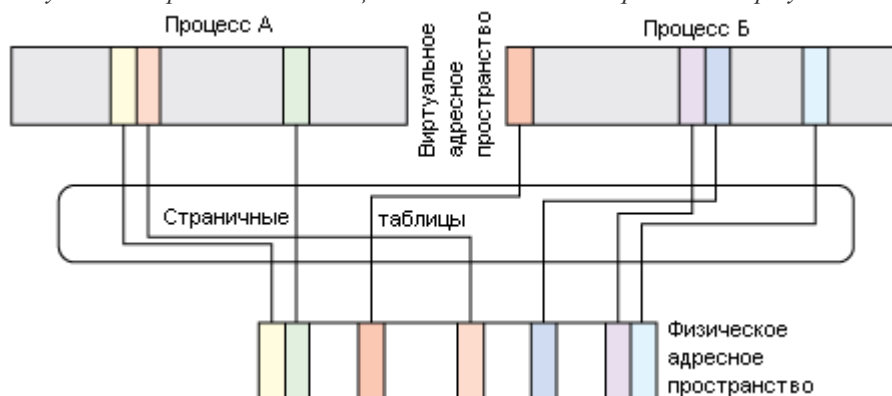 Процесс А
Процесс Б
Виртуальное
адресное
пространство
Страничные таблицы
Физическое
адресное
пространство